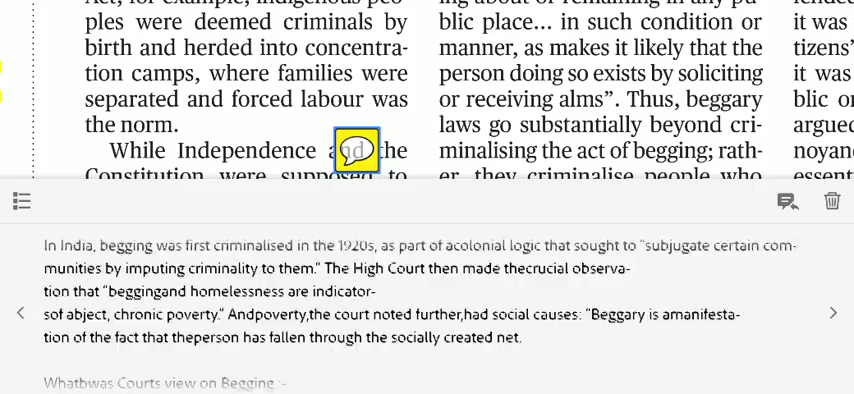 Act, for example, indigenous peo-
ples were deemed criminals by
birth and herded into concentra-
tion camps, where families were
separated and forced labour was
the norm.
While Independence and the
Constitution were supposed to
ing about or remaining in any pu-
blic place... in such condition or
manner, as makes it likely that the
person doing so exists by soliciting
or receiving alms”. Thus, beggary
laws go substantially beyond cri-
minalising the act of begging; rath-
er, they criminalise people who
it was
tizens’
it was
blic o
argued
noyan
essent
In India, begging was first criminalised in the 1920s, as part of acolonial logic that sought to "subjugate certain com-
munities by imputing criminality to them." The High Court then made thecrucial observa-
tion that "beggingand homelessness are indicator-
sof abject, chronic poverty." Andpoverty,the court noted further,had social causes: "Beggary is amanifesta-
tion of the fact that theperson has fallen through the socially created net.
Whatbwas Courts view on Begging :-